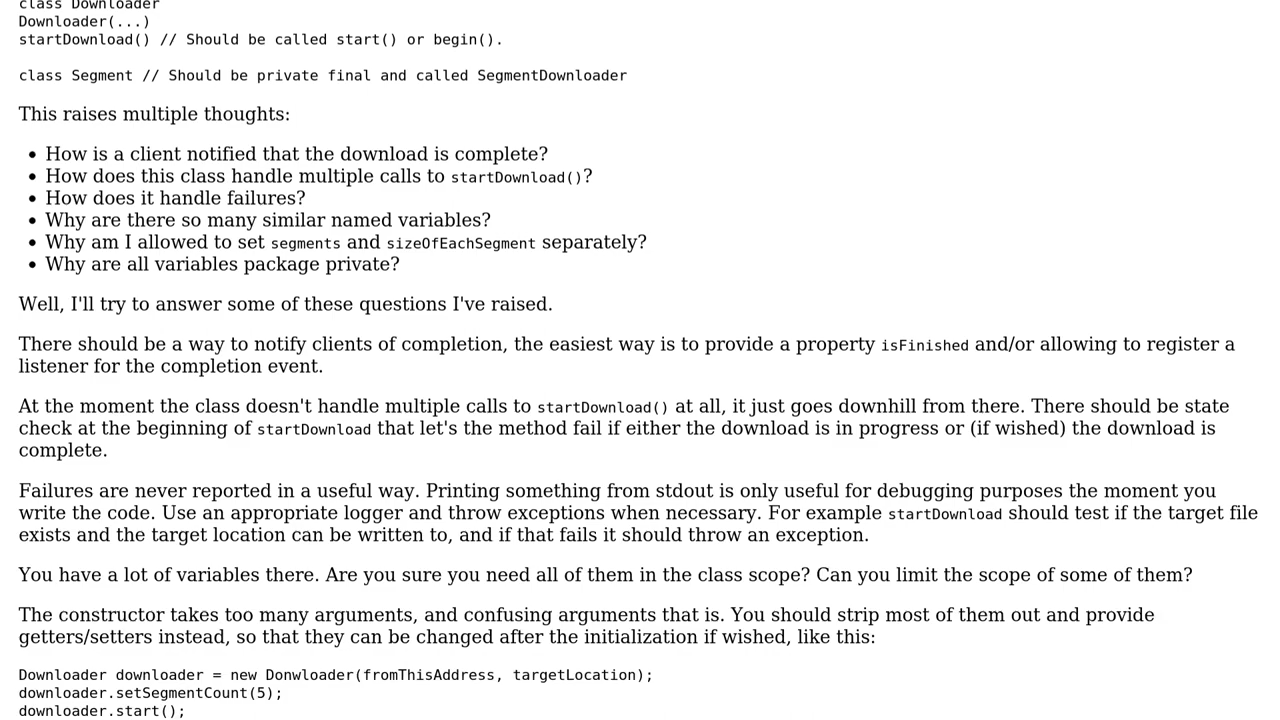 class Downloader
Downloader(...)
startDownload() // Should be called start() or begin().
class Segment // Should be private final and called SegmentDownloader
This raises multiple thoughts:
• How is a client notified that the download is complete?
• How does this class handle multiple calls to startDownload()?
• How does it handle failures?
• Why are there so many similar named variables?
• Why am I allowed to set segments and sizeOfEachSegment separately?
• Why are all variables package private?
Well, I'll try to answer some of these questions I've raised.
There should be a way to notify clients of completion, the easiest way is to provide a property isFinished and/or allowing to register a
listener for the completion event.
At the moment the class doesn't handle multiple calls to startDownload() at all, it just goes downhill from there. There should be state
check at the beginning of startDownload that let's the method fail if either the download is in progress or (if wished) the download is
complete.
Failures are never reported in a useful way. Printing something from stdout is only useful for debugging purposes the moment you
write the code. Use an appropriate logger and throw exceptions when necessary. For example startDownload should test if the target file
exists and the target location can be written to, and if that fails it should throw an exception.
You have a lot of variables there. Are you sure you need all of them in the class scope? Can you limit the scope of some of them?
The constructor takes too many arguments, and confusing arguments that is. You should strip most of them out and provide
getters/setters instead, so that they can be changed after the initialization if wished, like this:
Downloader downloader = new Donwloader(fromThisAddress, targetLocation);
downloader.setSegmentCount(5);
downloader.start();